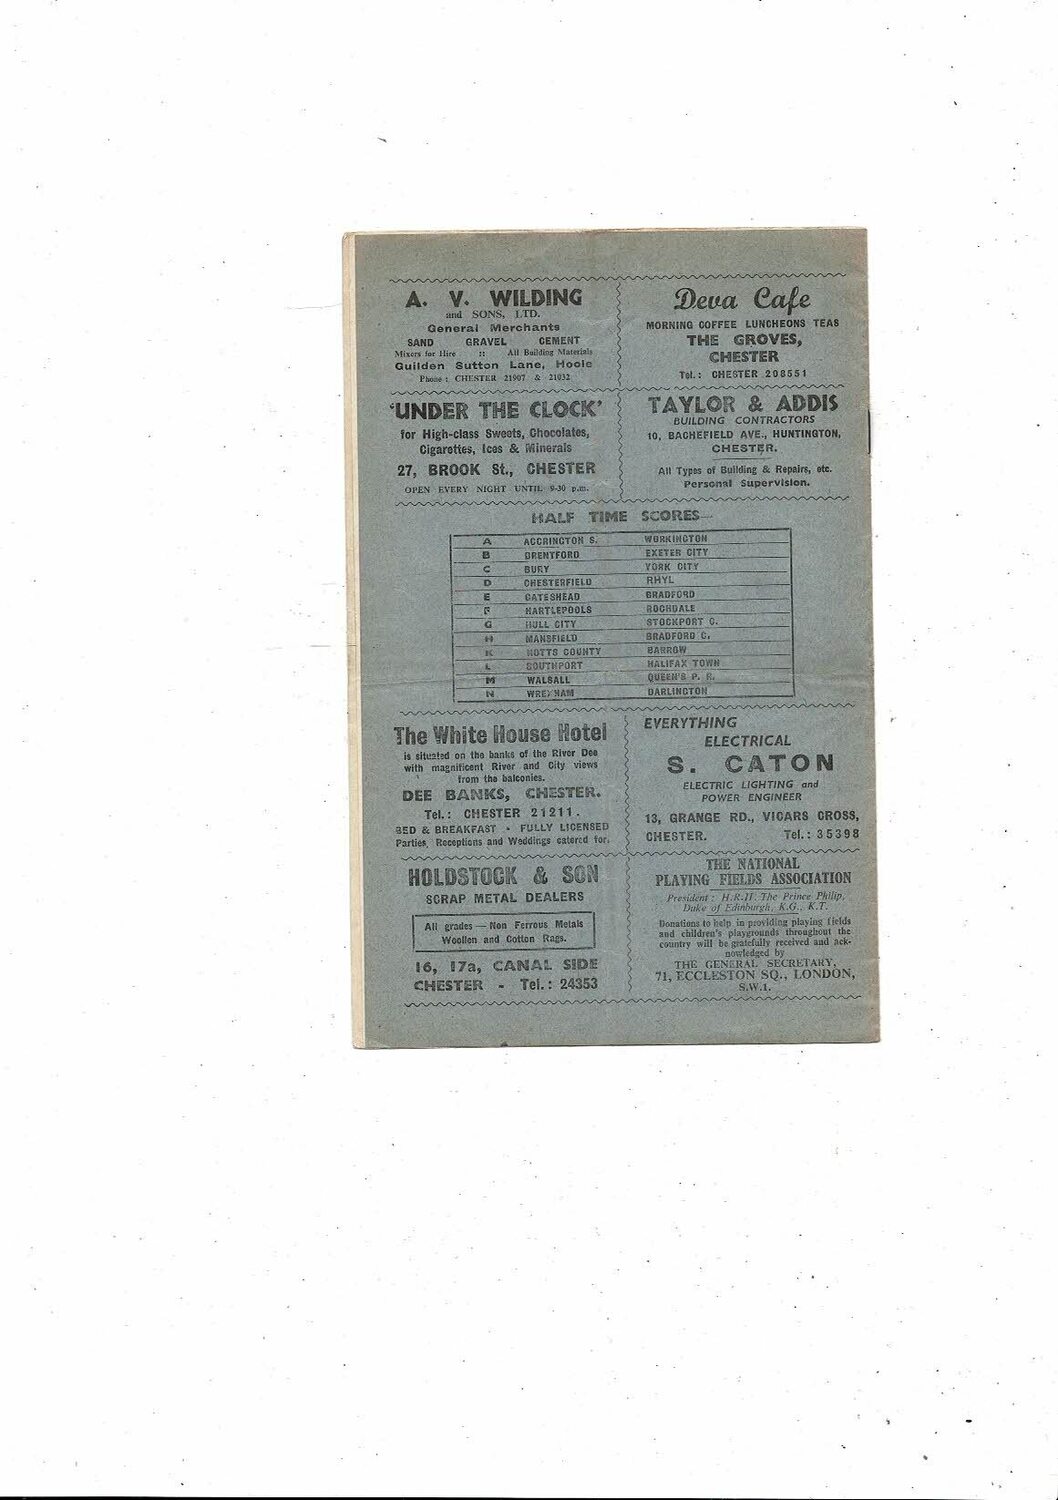 A. V. WILDING
and SONS, LTD.
General Merchants
SAND GRAVEL CEMENT
Mixers for Hire :: All Building Materials
Guilden Sutton Lane, Hoole
Phone : CHESTER 21907 & 21032
Deva Cafe
MORNING COFFEE LUNCHEONS TEAS
THE GROVES,
CHESTER
Tel.: CHESTER 208551
'UNDER THE CLOCK'
for High-class Sweets, Chocolates,
Cigarettes, Ices & Minerals
27, BROOK St., CHESTER
OPEN EVERY NIGHT UNTIL 9-30 p.m.
TAYLOR & ADDIS
BUILDING CONTRACTORS
10, BACHEFIELD AVE., HUNTINGTON,
CHESTER.
All Types of Building & Repairs, etc.
Personal Supervision.
HALF TIME SCORES—
A ACCRINGTON S. WORKINGTON
B BRENTFORD EXETER CITY
C BURY YORK CITY
D CHESTERFIELD RHYL
E GATESHEAD BRADFORD
F HARTLEPOOLS ROCHDALE
G HULL CITY STOCKPORT C.
H MANSFIELD BRADFORD C.
K NOTTS COUNTY BARROW
L SOUTHPORT HALIFAX TOWN
M WALSALL QUEEN'S P. R.
N WREXHAM DARLINGTON
The White House Hotel
is situated on the banks of the River Dee
with magnificent River and City views
from the balconies.
DEE BANKS, CHESTER.
Tel.: CHESTER 21211.
BED & BREAKFAST - FULLY LICENSED
Parties, Receptions and Weddings catered for.
EVERYTHING
ELECTRICAL
S. CATON
ELECTRIC LIGHTING and
POWER ENGINEER
13, GRANGE RD., VICARS CROSS,
CHESTER. Tel.: 35398
HOLDSTOCK & SON
SCRAP METAL DEALERS
All grades — Non Ferrous Metals
Woollen and Cotton Rags.
16, 17a, CANAL SIDE
CHESTER - Tel.: 24353
THE NATIONAL
PLAYING FIELDS ASSOCIATION
President : H.R.H. The Prince Philip,
Duke of Edinburgh, K.G., K.T.
Donations to help in providing playing fields
and children's playgrounds throughout the
country will be gratefully received and ack-
nowledged by
THE GENERAL SECRETARY,
71, ECCLESTON SQ., LONDON,
S.W.1.